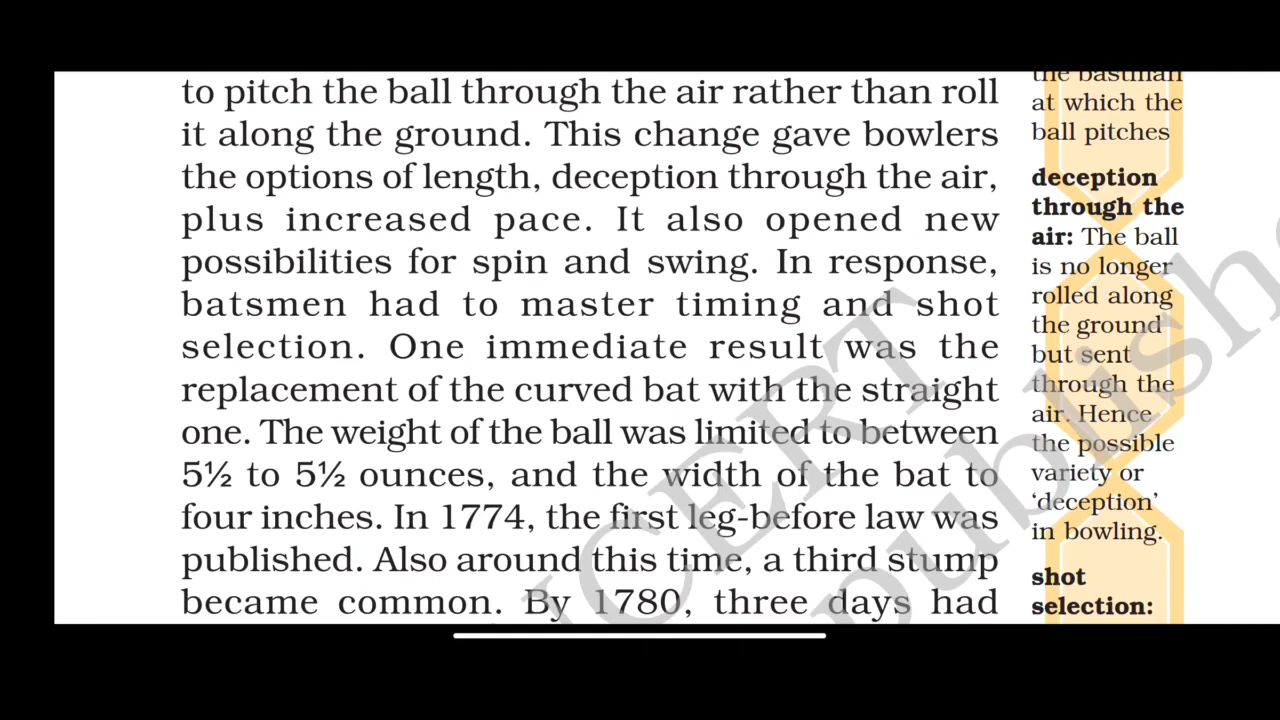 to pitch the ball through the air rather than roll
it along the ground. This change gave bowlers
the options of length, deception through the air,
plus increased pace. It also opened new
possibilities for spin and swing. In response,
batsmen had to master timing and shot
selection. One immediate result was the
replacement of the curved bat with the straight
one. The weight of the ball was limited to between
5½ to 5½ ounces, and the width of the bat to
four inches. In 1774, the first leg-before law was
published. Also around this time, a third stump
became common. By 1780, three days had
the bastman
at which the
ball pitches
deception
through the
air: The ball
is no longer
rolled along
the ground
but sent
through the
air. Hence
the possible
variety or
‘deception’
in bowling.
shot
selection:
NCERT
publish